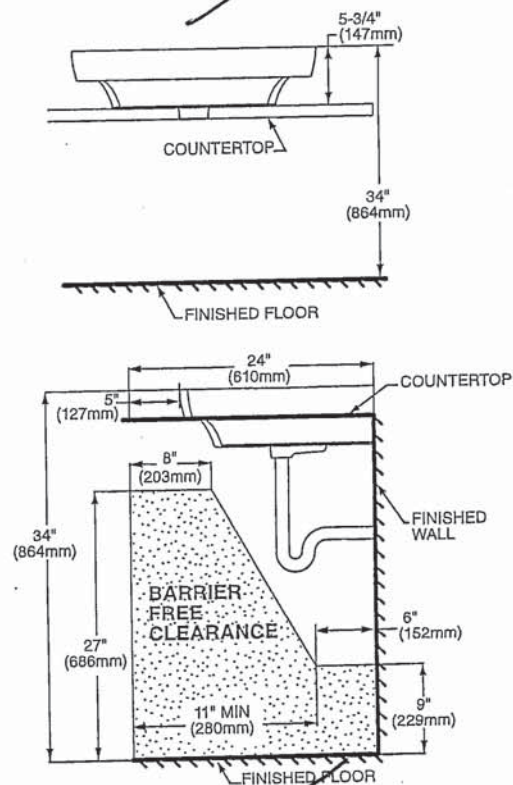 5-3/4"
(147mm)
COUNTERTOP
34"
(864mm)
FINISHED FLOOR
24"
(610mm)
COUNTERTOP
5"
(127mm)
8"
(203mm)
34"
(864mm)
FINISHED
WALL
BARRIER
FREE
CLEARANCE
27"
(686mm)
6"
(152mm)
11" MIN
(280mm)
9"
(229mm)
FINISHED FLOOR